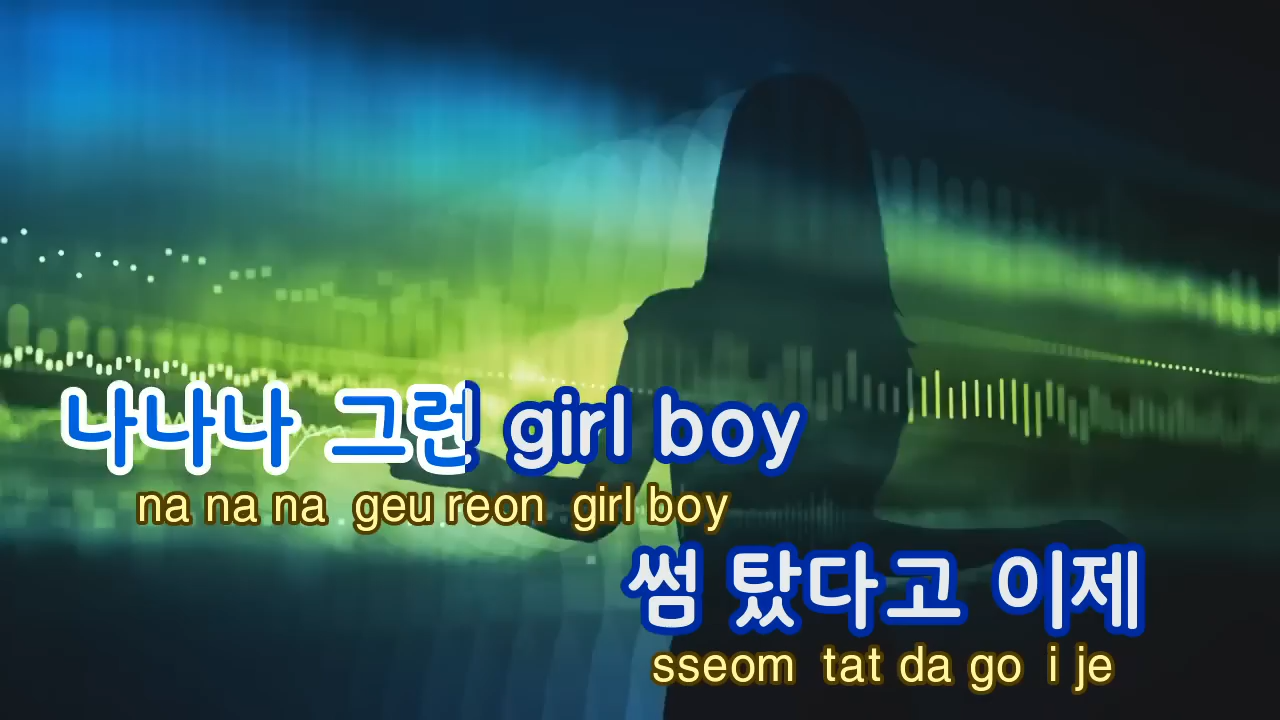 나나나 그런 girl boy
na na na geu reon girl boy
썸 탔다고 이제
sseom tat da go i je